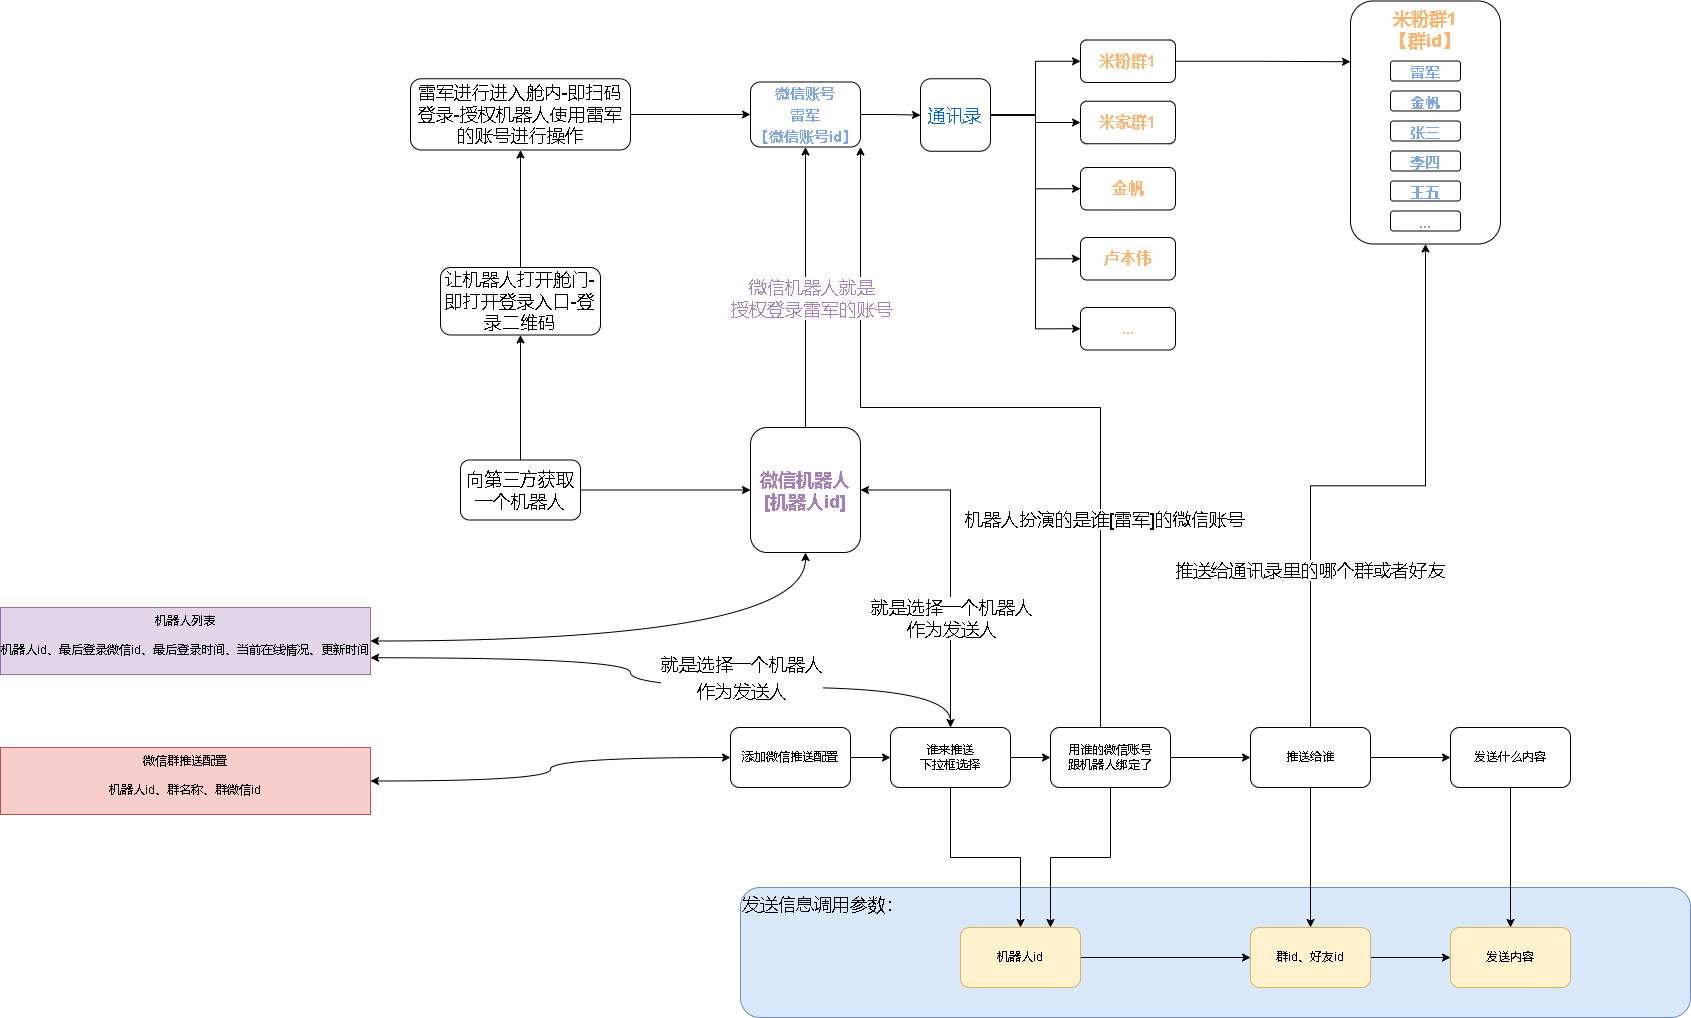 米粉群1
【群id】
雷军
金帆
张三
李四
王五
...
雷军进行进入舱内-即扫码
登录-授权机器人使用雷军
的账号进行操作
微信账号
雷军
【微信账号id】
通讯录
米粉群1
米家群1
金帆
卢本伟
...
让机器人打开舱门-
即打开登录入口-登
录二维码
微信机器人就是
授权登录雷军的账号
向第三方获取
一个机器人
微信机器人
[机器人id]
机器人扮演的是谁[雷军]的微信账号
推送给通讯录里的哪个群或者好友
就是选择一个机器人
作为发送人
机器人列表
机器人id、最后登录微信id、最后登录时间、当前在线情况、更新时间
就是选择一个机器人
作为发送人
微信群推送配置
机器人id、群名称、群微信id
添加微信推送配置
谁来推送
下拉框选择
用谁的微信账号
跟机器人绑定了
推送给谁
发送什么内容
发送信息调用参数：
机器人id
群id、好友id
发送内容